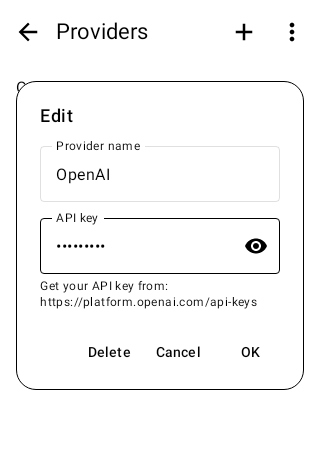 Providers
Edit
Provider name
OpenAI
API key
•••••••••
Get your API key from:
https://platform.openai.com/api-keys
Delete Cancel OK